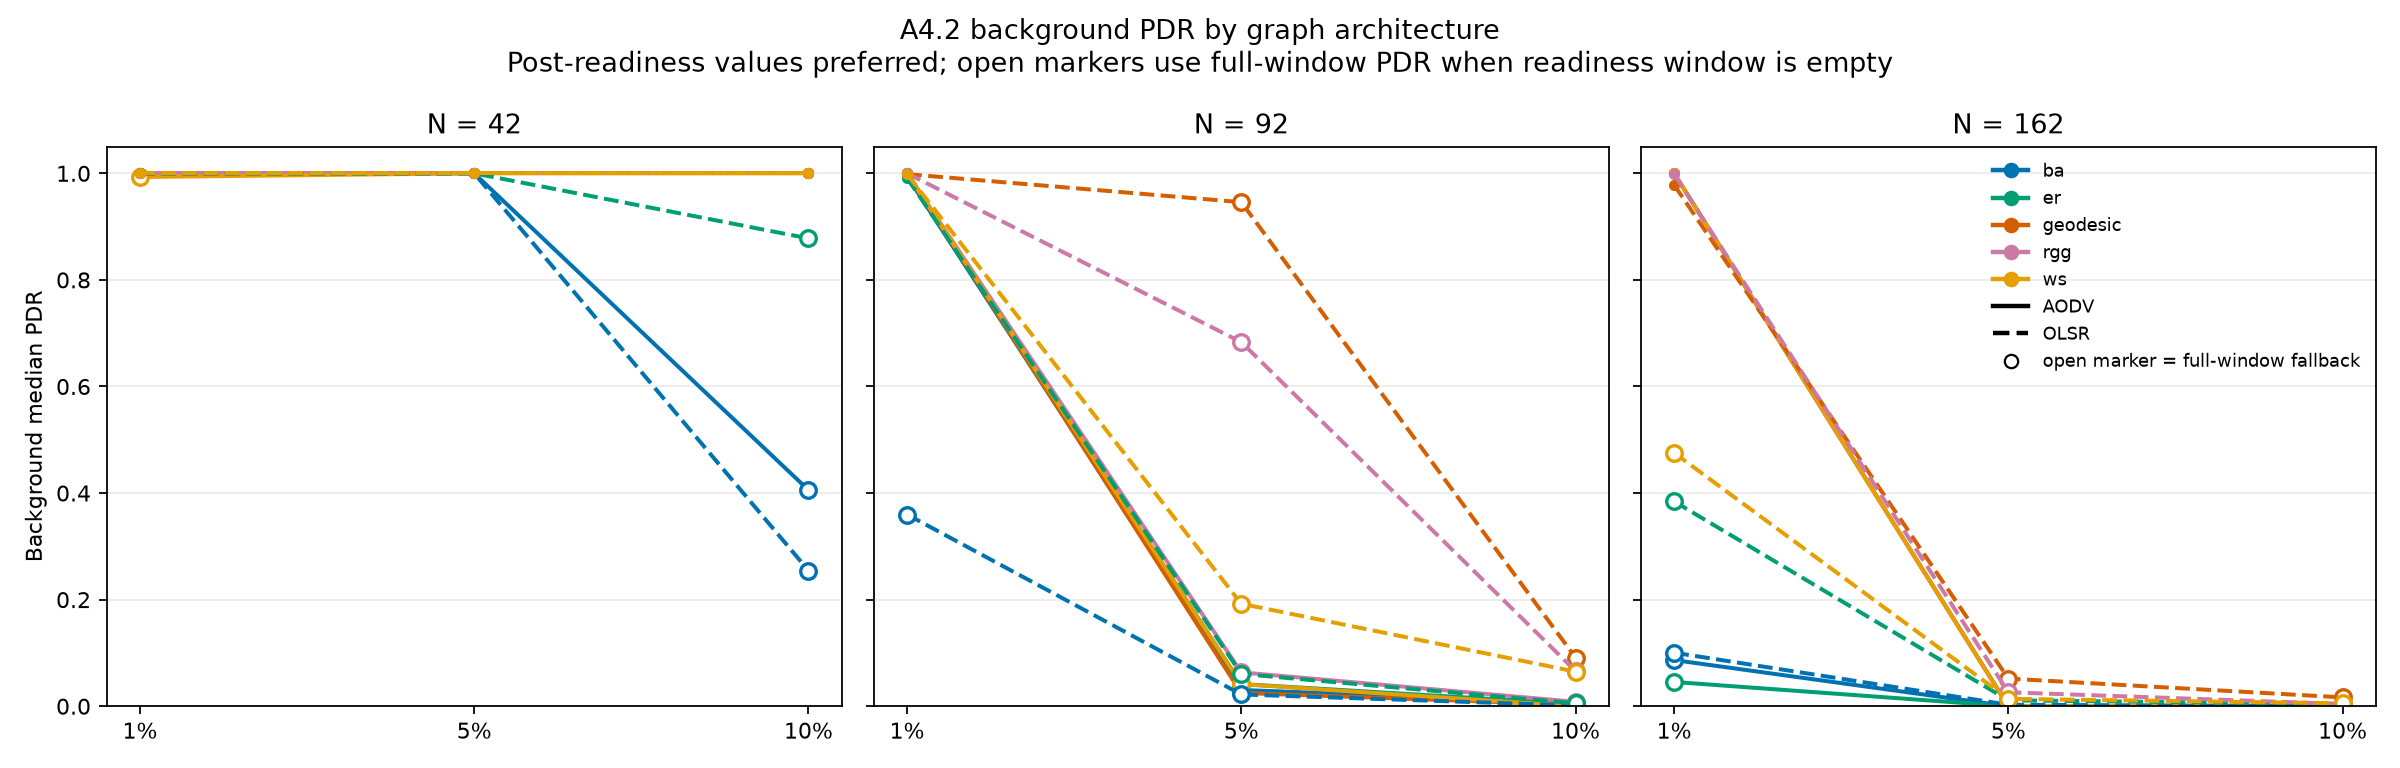 A4.2 background PDR by graph architecture
Post-readiness values preferred; open markers use full-window PDR when readiness window is empty
N = 42
N = 92
N = 162
Background median PDR
1.0
0.8
0.6
0.4
0.2
0.0
1%
5%
10%
1%
5%
10%
1%
5%
10%
ba
er
geodesic
rgg
ws
AODV
OLSR
open marker = full-window fallback